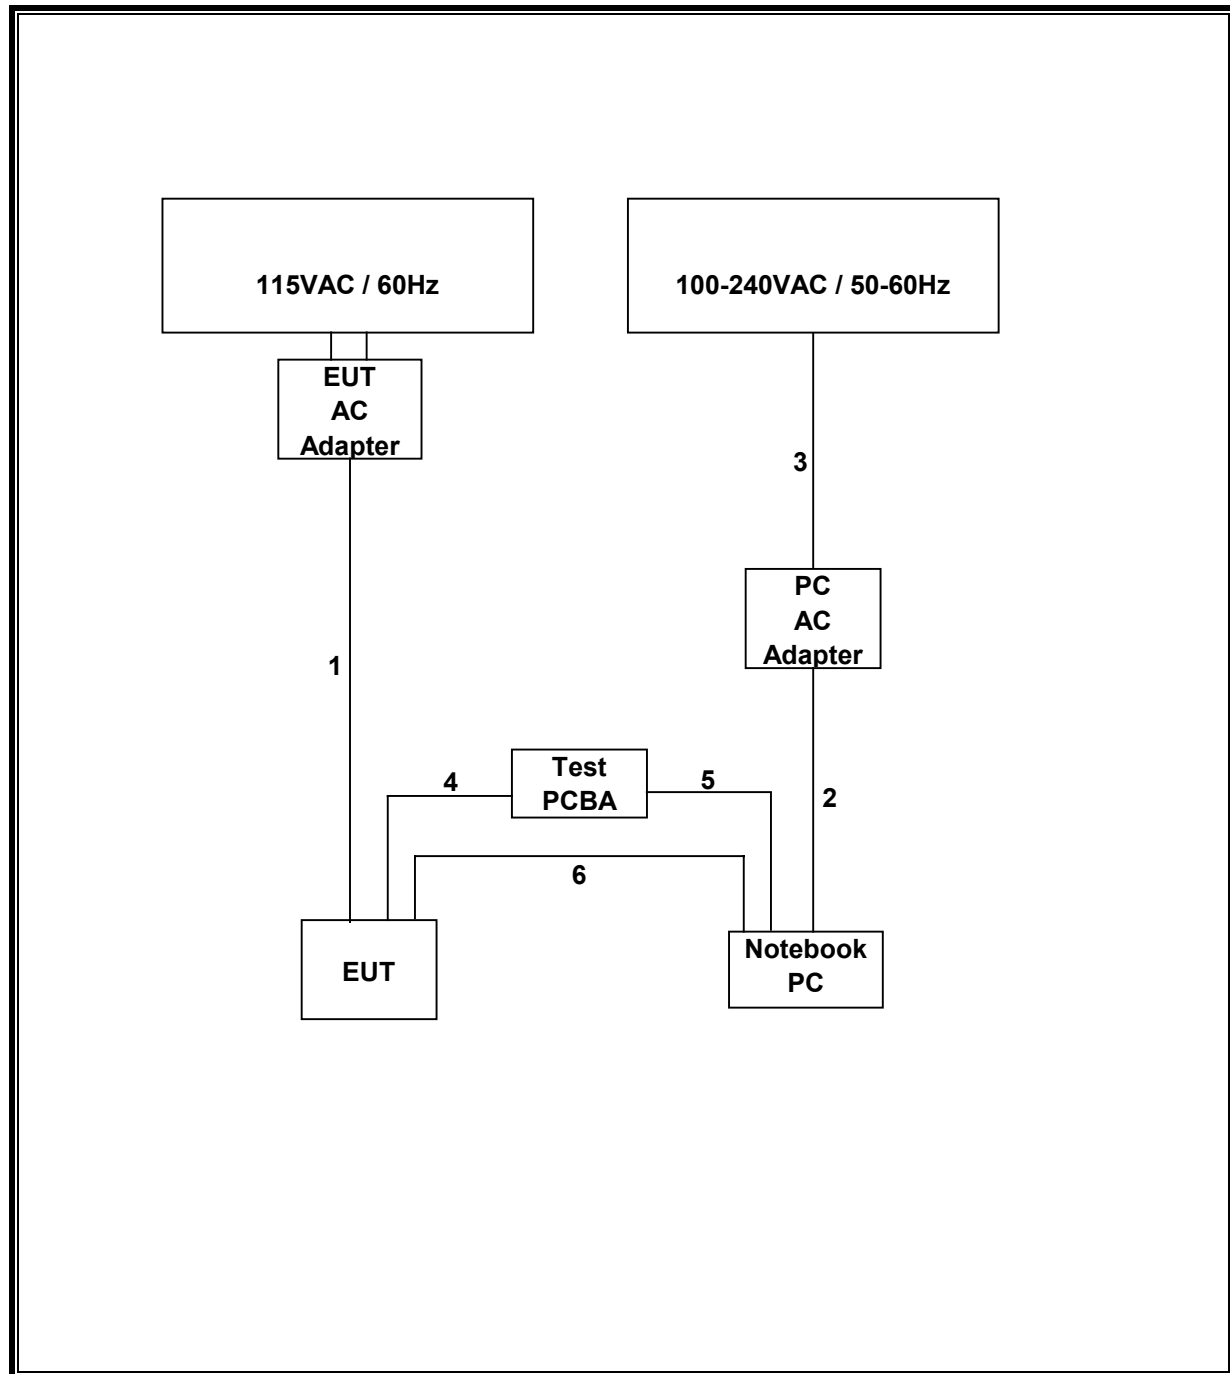 115VAC / 60Hz
100-240VAC / 50-60Hz
EUT
AC
Adapter
3
PC
AC
Adapter
1
Test
PCBA
4
5
2
6
EUT
Notebook
PC